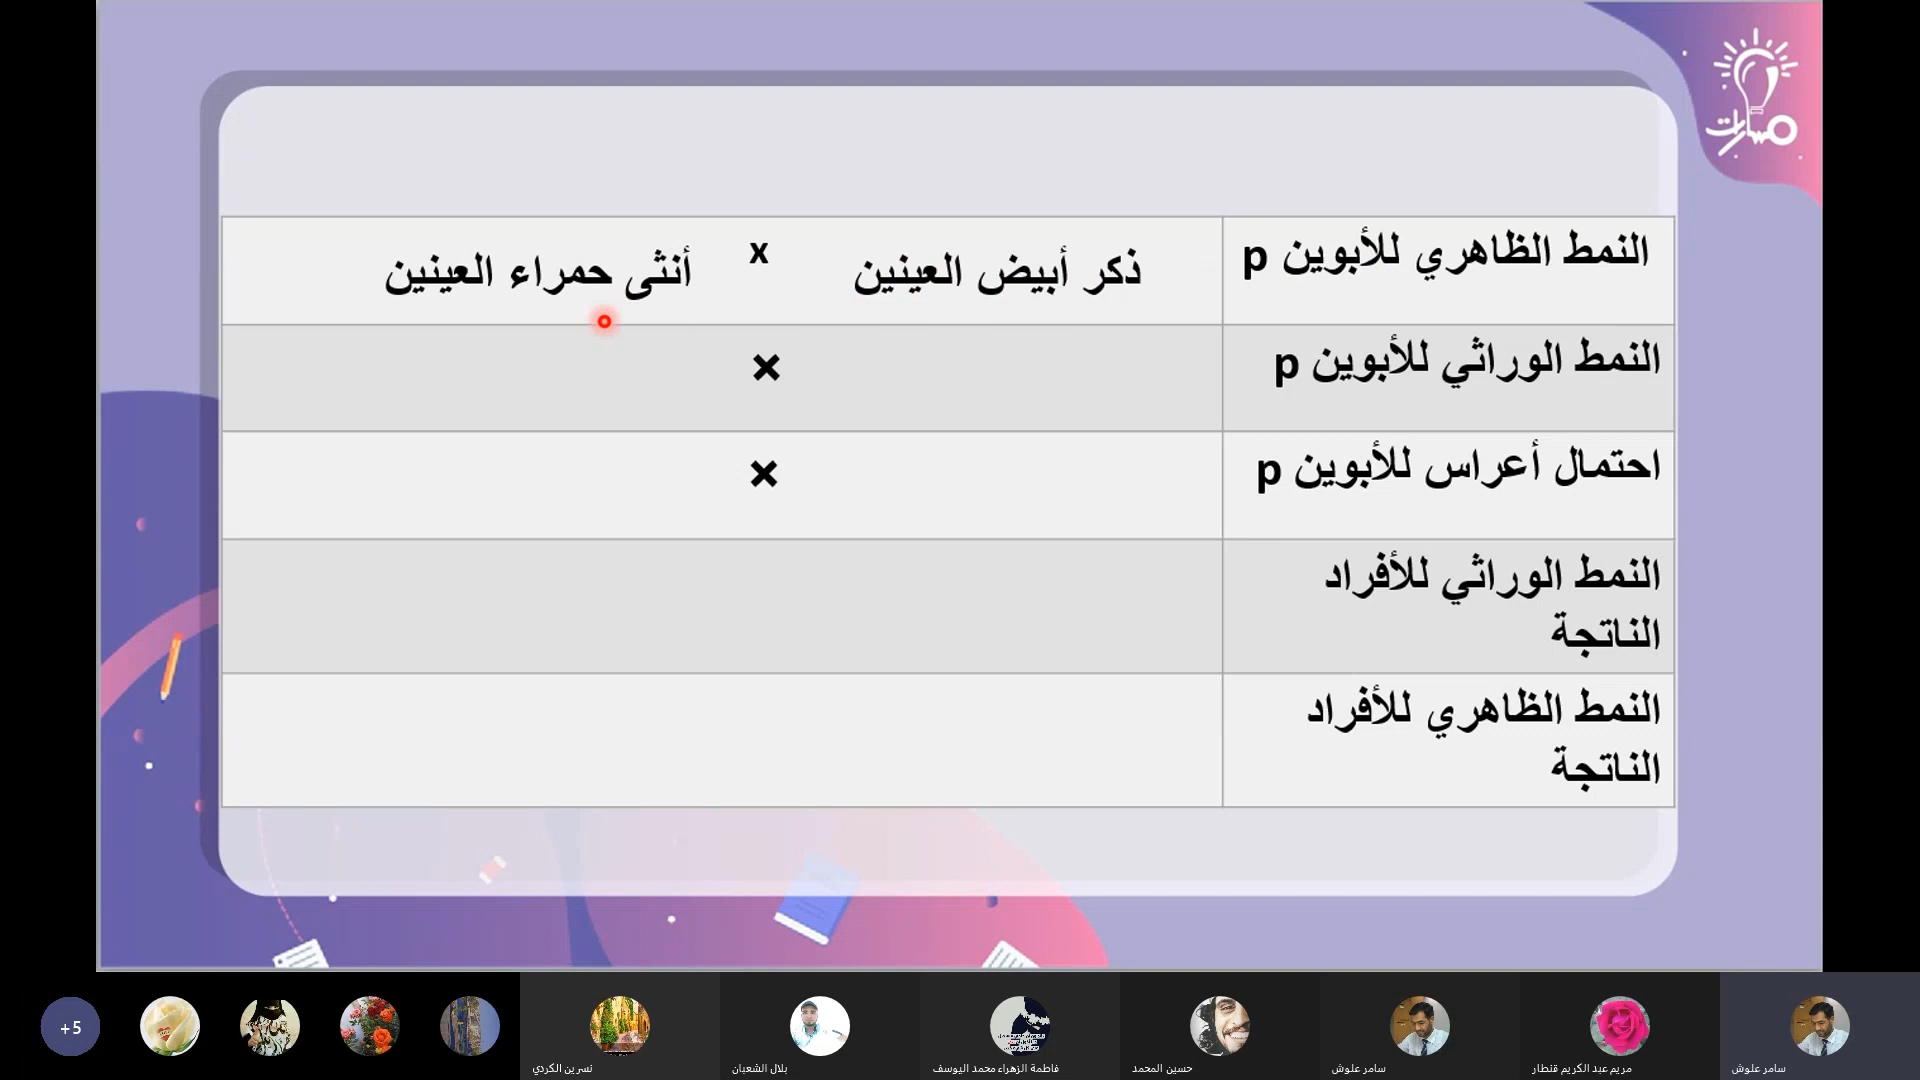 مسارات
النمط الظاهري للأبوين p
ذكر أبيض العينين x أنثى حمراء العينين
النمط الوراثي للأبوين p
×
احتمال أعراس للأبوين p
×
النمط الوراثي للأفراد
الناتجة
النمط الظاهري للأفراد
الناتجة
+5
نسرين الكردي
بلال الشعبان
فاطمة الزهراء محمد اليوسف
حسين المحمد
سامر علوش
مريم عبد الكريم قنطار
سامر علوش